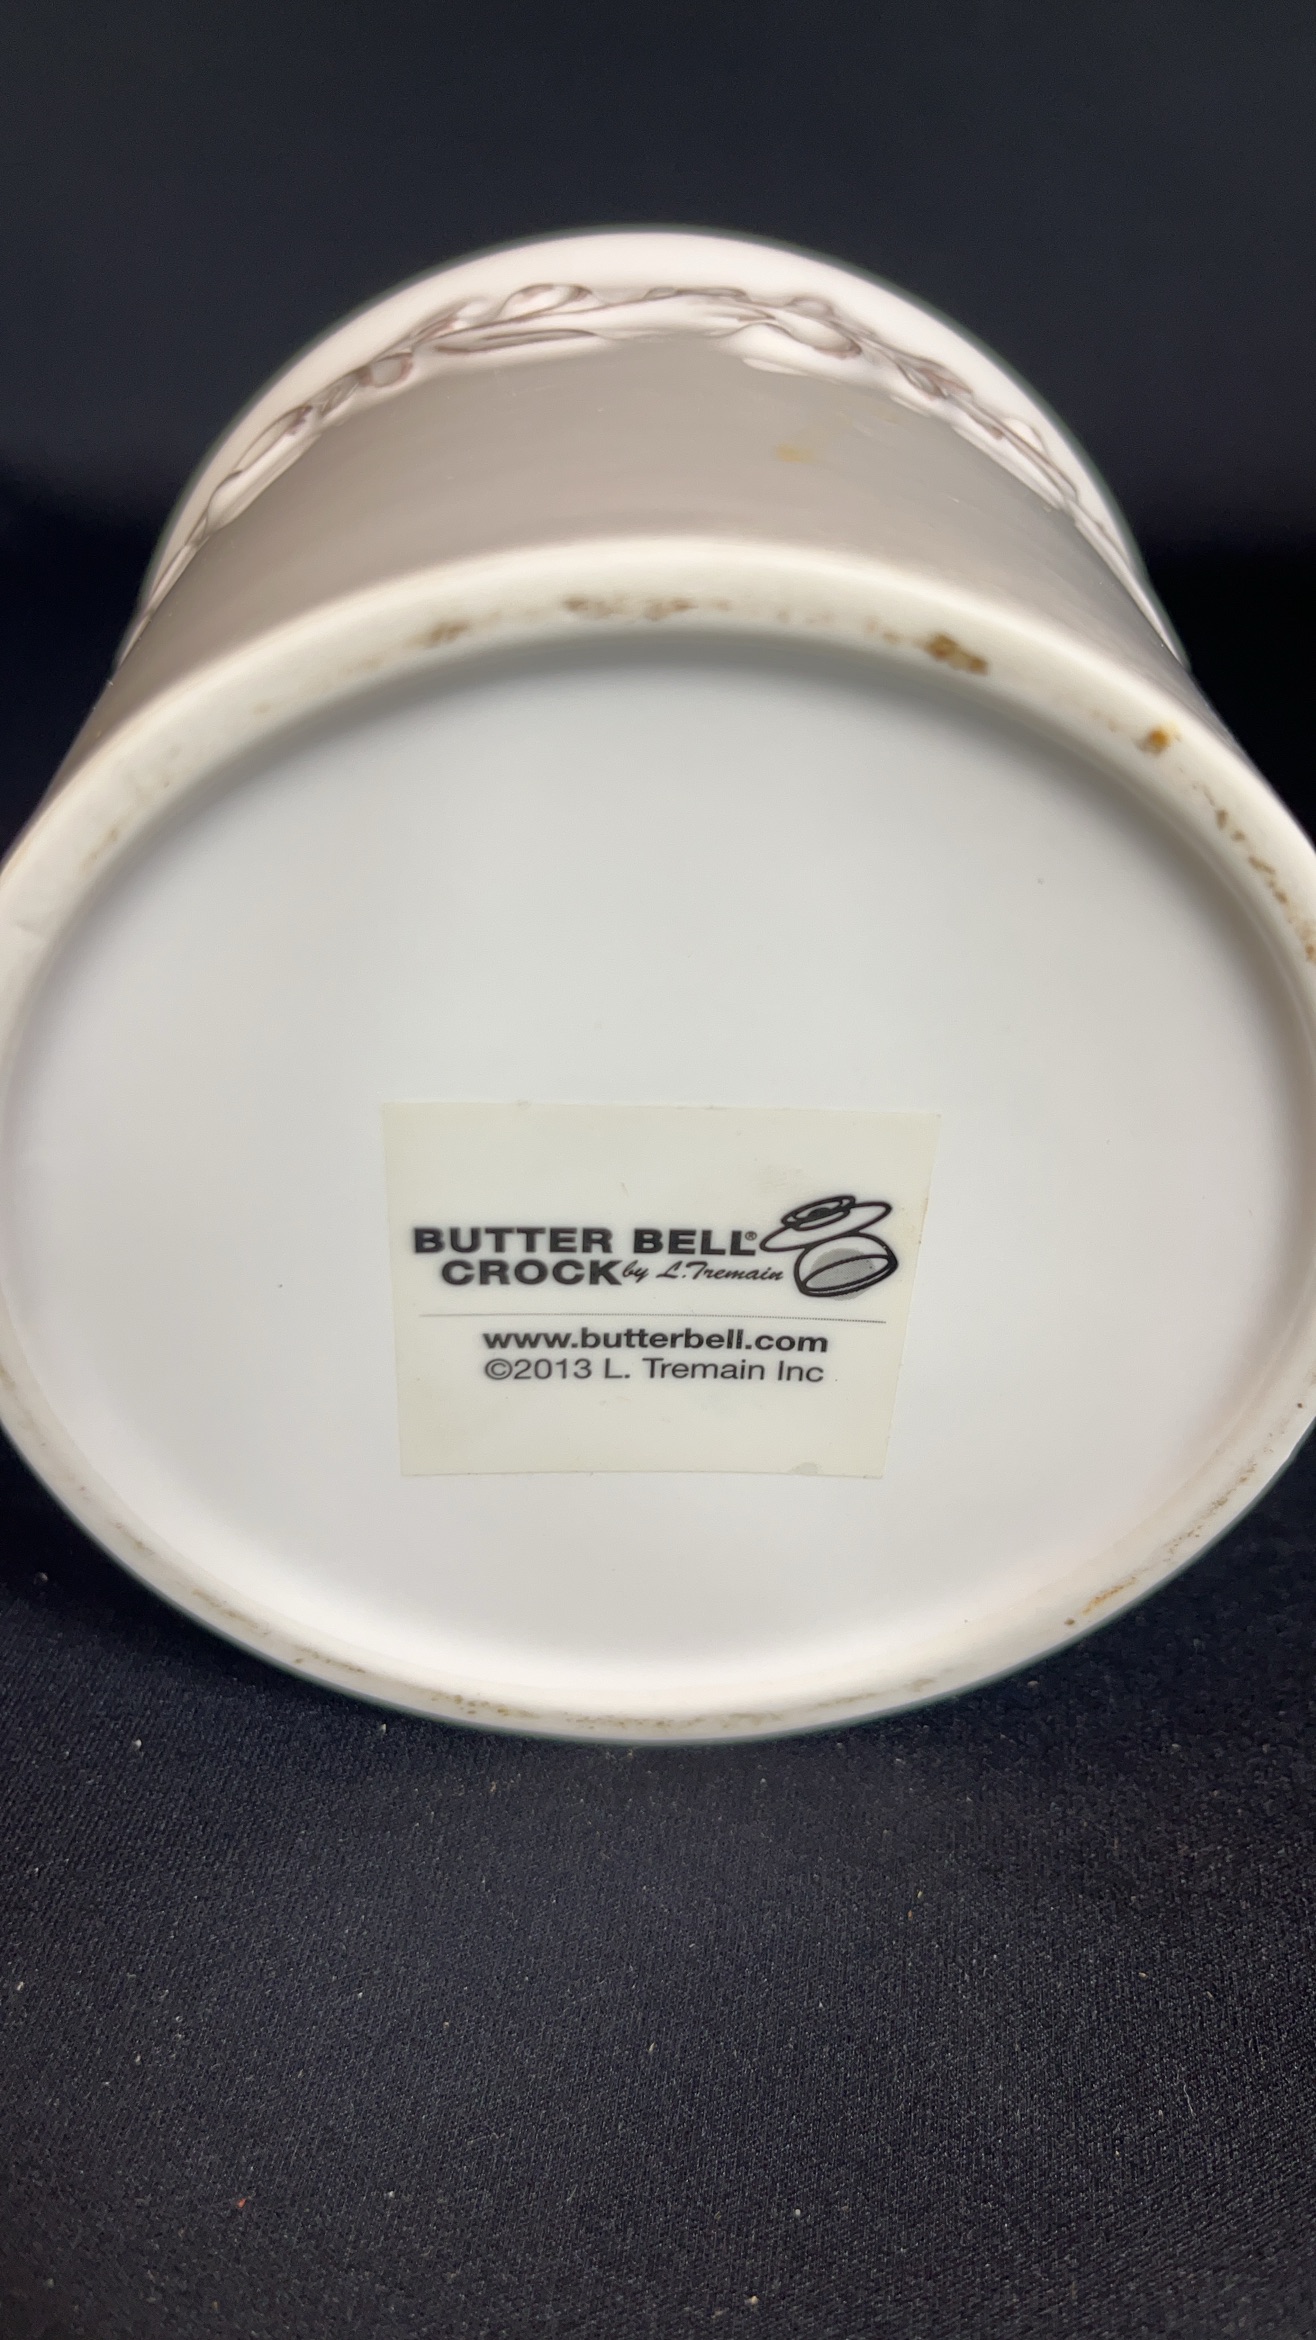 BUTTER BELL®
CROCK by L. Tremain
www.butterbell.com
©2013 L. Tremain Inc